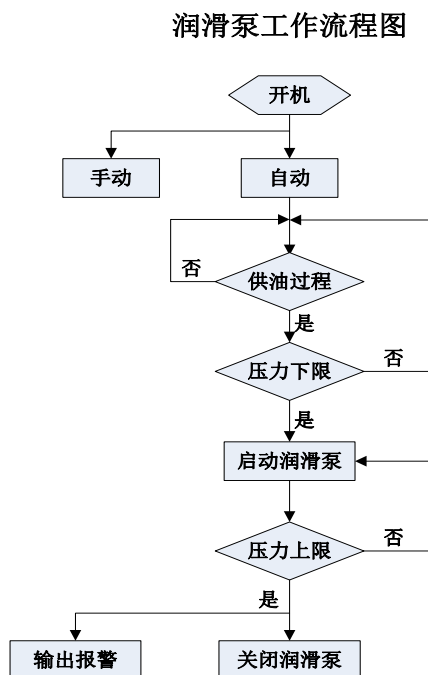 润滑泵工作流程图
开机
手动
自动
否
供油过程
是
压力下限
否
是
启动润滑泵
压力上限
否
是
输出报警
关闭润滑泵